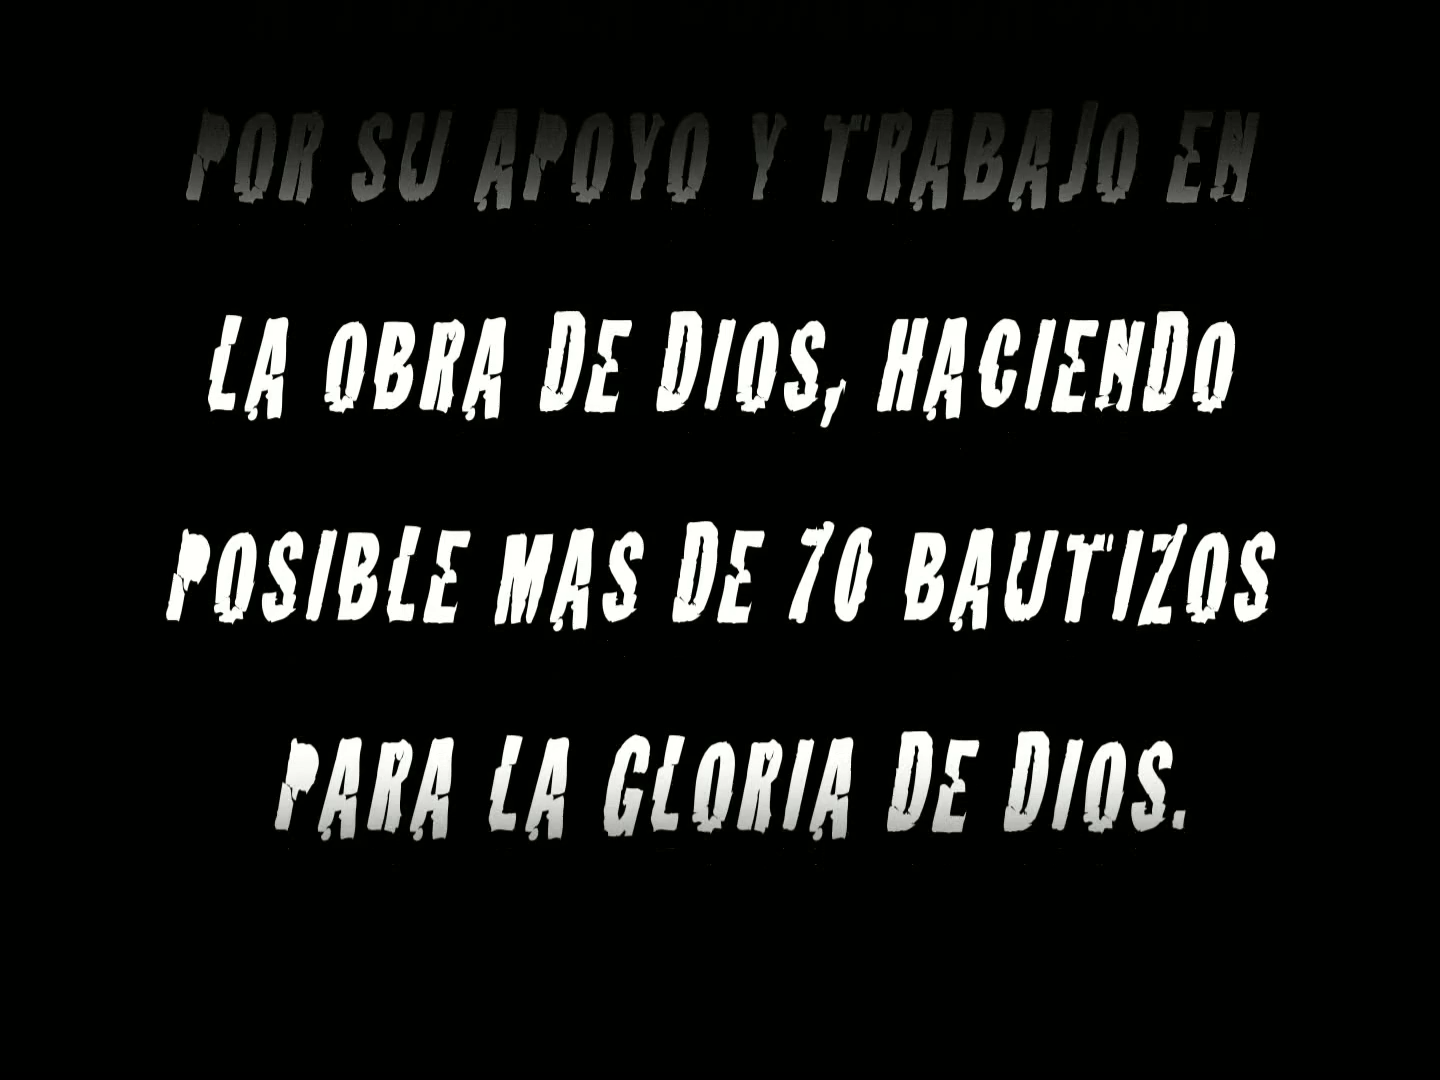 POR SU APOYO Y TRABAJO EN
LA OBRA DE DIOS, HACIENDO
POSIBLE MAS DE 70 BAUTIZOS
PARA LA GLORIA DE DIOS.